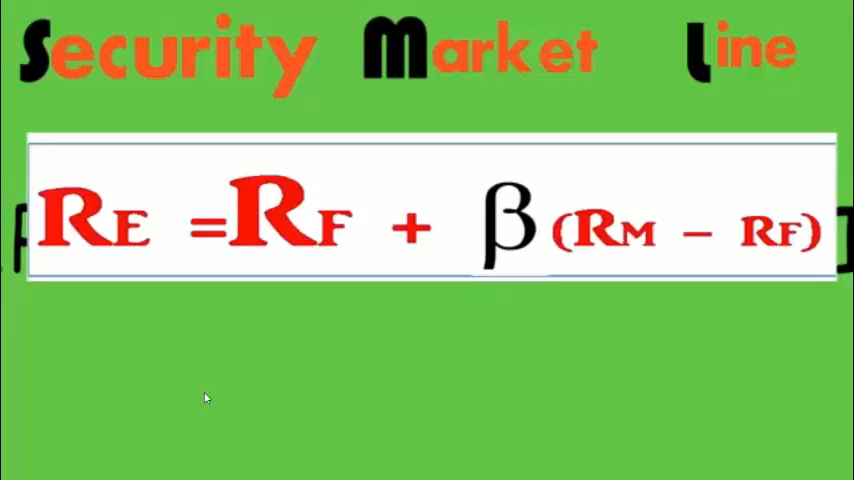 Security Market Line
RE =RF + β (RM – RF)